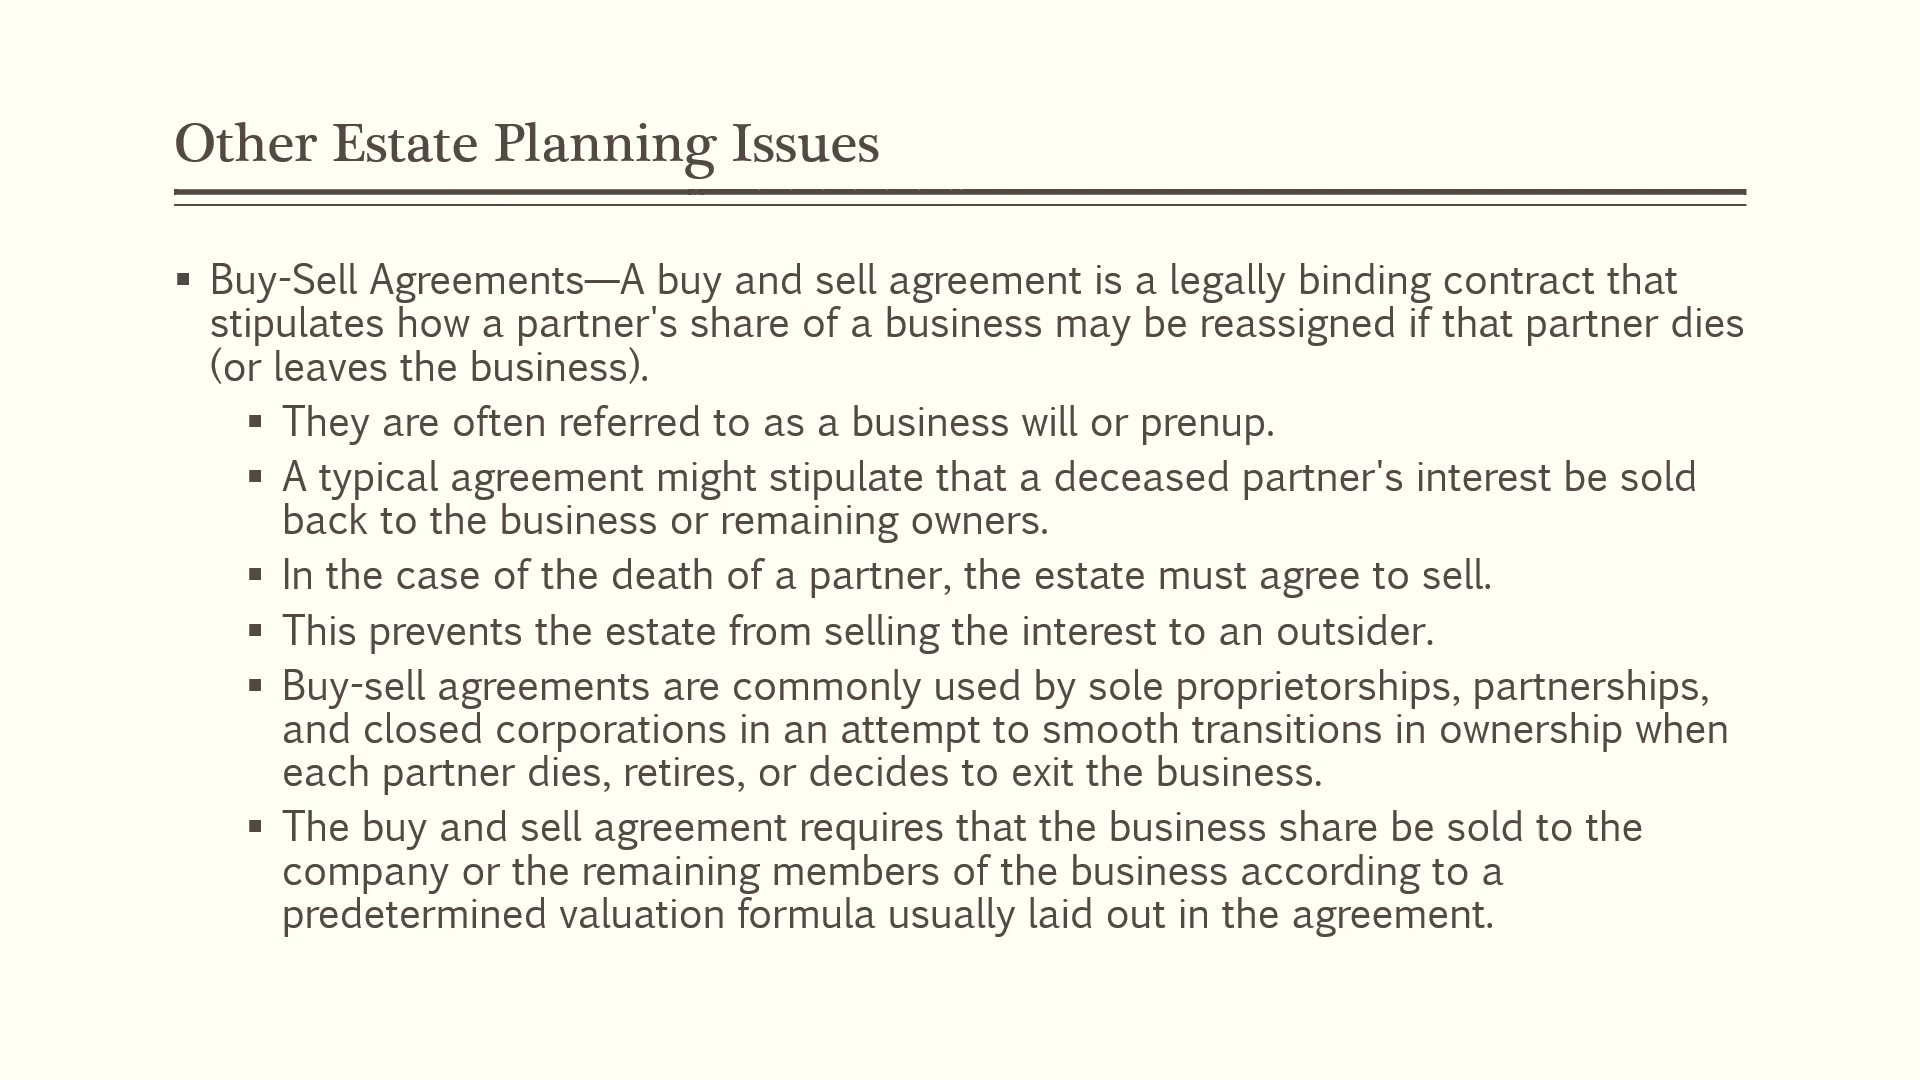 Other Estate Planning Issues
▪ Buy-Sell Agreements—A buy and sell agreement is a legally binding contract that
stipulates how a partner's share of a business may be reassigned if that partner dies
(or leaves the business).
▪ They are often referred to as a business will or prenup.
▪ A typical agreement might stipulate that a deceased partner's interest be sold
back to the business or remaining owners.
▪ In the case of the death of a partner, the estate must agree to sell.
▪ This prevents the estate from selling the interest to an outsider.
▪ Buy-sell agreements are commonly used by sole proprietorships, partnerships,
and closed corporations in an attempt to smooth transitions in ownership when
each partner dies, retires, or decides to exit the business.
▪ The buy and sell agreement requires that the business share be sold to the
company or the remaining members of the business according to a
predetermined valuation formula usually laid out in the agreement.